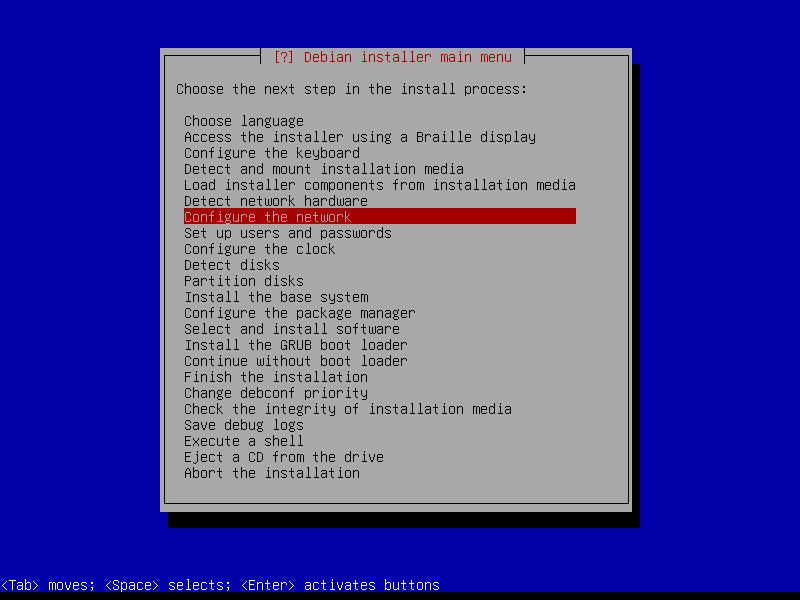 [?] Debian installer main menu
Choose the next step in the install process:
Choose language
Access the installer using a Braille display
Configure the keyboard
Detect and mount installation media
Load installer components from installation media
Detect network hardware
Configure the network
Set up users and passwords
Configure the clock
Detect disks
Partition disks
Install the base system
Configure the package manager
Select and install software
Install the GRUB boot loader
Continue without boot loader
Finish the installation
Change debconf priority
Check the integrity of installation media
Save debug logs
Execute a shell
Eject a CD from the drive
Abort the installation
<Tab> moves; <Space> selects; <Enter> activates buttons